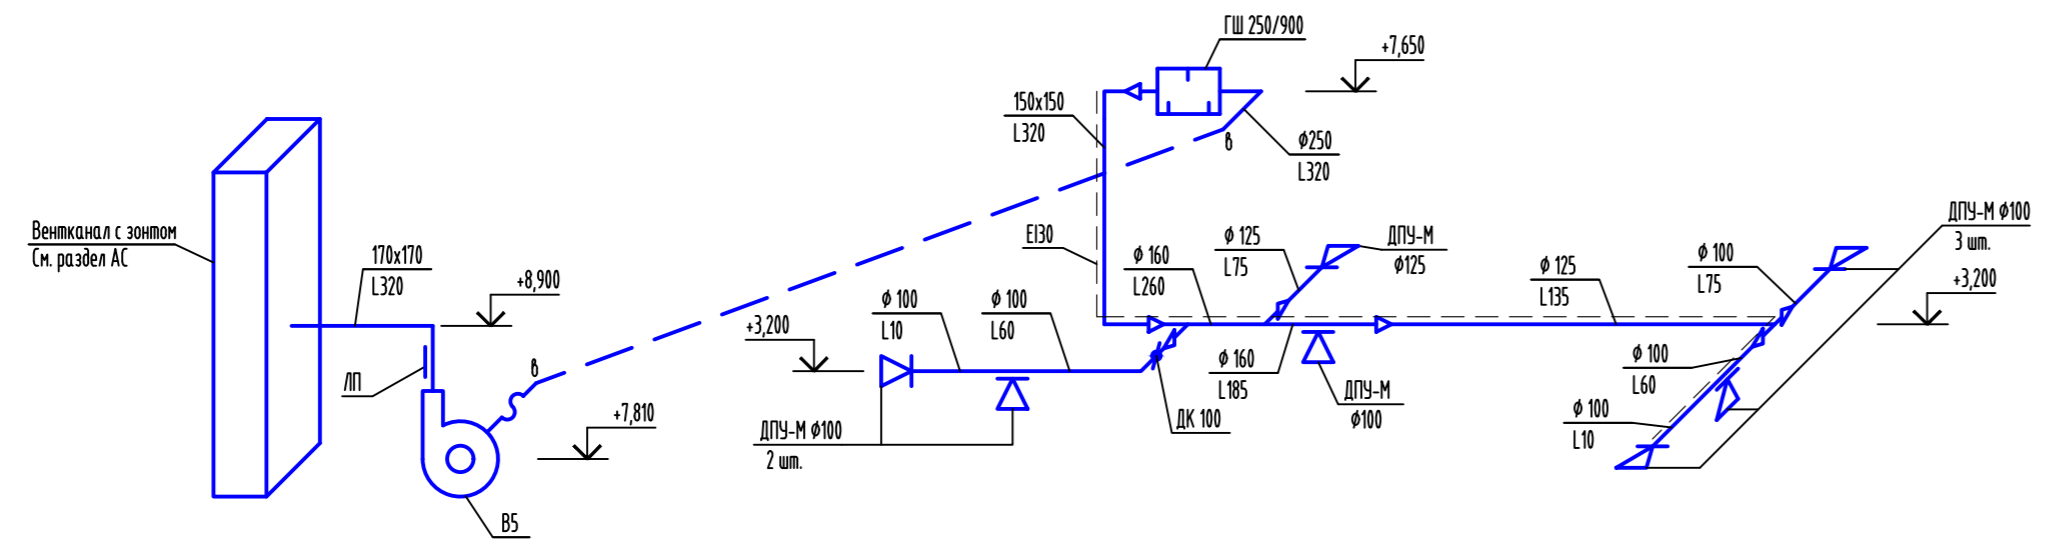 ГШ 250/900
+7,650
150х150
L320
в
ф250
L320
ДПУ-М ф100
3 шт.
Вентканал с зонтом
См. раздел АС
170х170
L320
+8,900
EI30
ф 160
L260
ф 125
L75
ДПУ-М
ф125
ф 125
L135
ф 100
L75
+3,200
ф 100
L10
ф 100
L60
+3,200
ЛП
в
+7,810
ф 160
L185
ДПУ-М
ф100
ф 100
L60
ф 100
L10
ДПУ-М ф100
2 шт.
ДК 100
В5